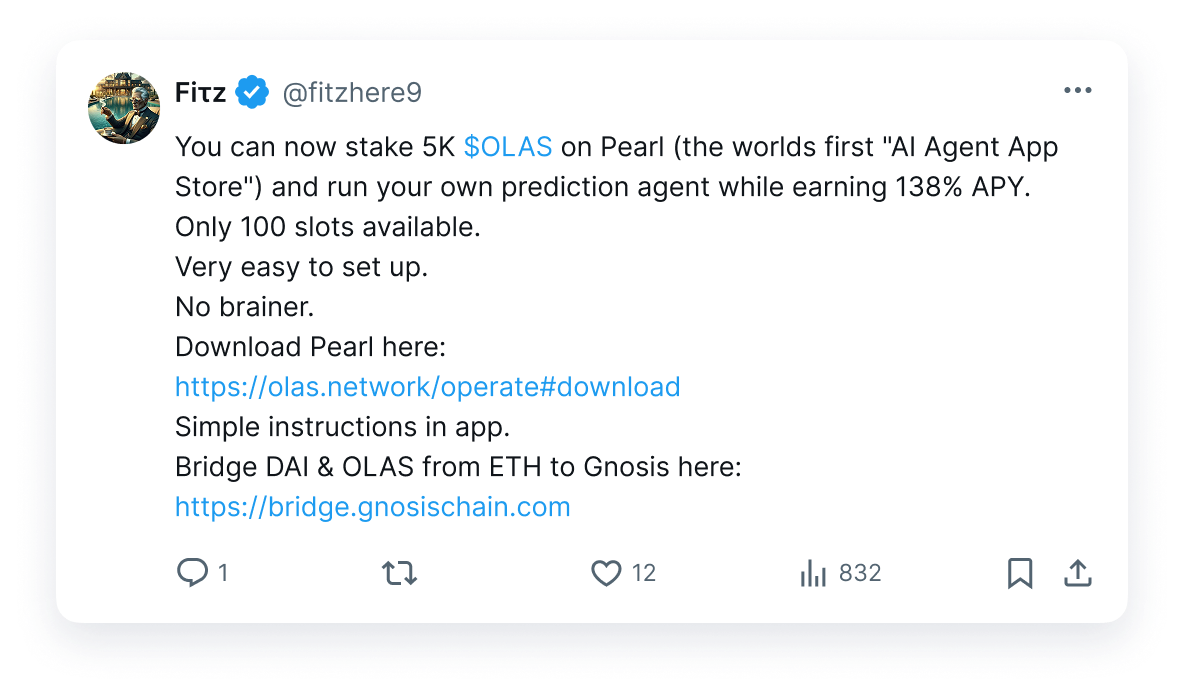 Fiτz @fitzhere9
You can now stake 5K $OLAS on Pearl (the worlds first "AI Agent App
Store") and run your own prediction agent while earning 138% APY.
Only 100 slots available.
Very easy to set up.
No brainer.
Download Pearl here:
https://olas.network/operate#download
Simple instructions in app.
Bridge DAI & OLAS from ETH to Gnosis here:
https://bridge.gnosischain.com
1 12 832